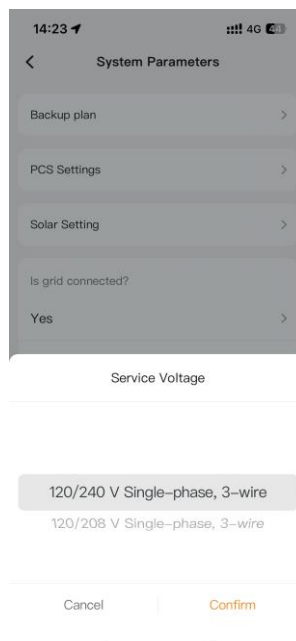 14:23 4G
System Parameters
Backup plan
PCS Settings
Solar Setting
Is grid connected?
Yes
Service Voltage
120/240 V Single-phase, 3-wire
120/208 V Single-phase, 3-wire
Cancel Confirm